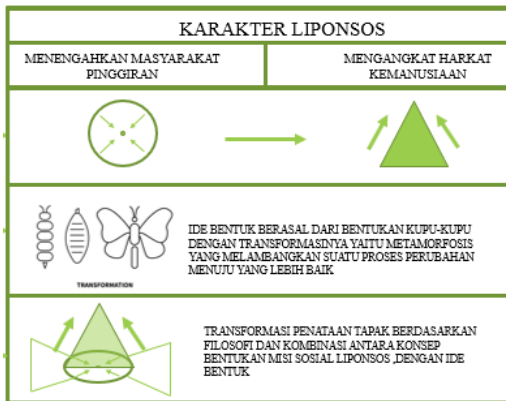 KARAKTER LIPONSOS
MENENGAHKAN MASYARAKAT
PINGGIRAN
MENGANGKAT HARKAT
KEMANUSIAAN
IDE BENTUK BERASAL DARI BENTUKAN KUPU-KUPU
DENGAN TRANSFORMASINYA YAITU METAMORFOSIS
YANG MELAMBANGKAN SUATU PROSES PERUBAHAN
MENUJU YANG LEBIH BAIK
TRANSFORMATION
TRANSFORMASI PENATAAN TAPAK BERDASARKAN
FILOSOFI DAN KOMBINASI ANTARA KONSEP
BENTUKAN MISI SOSIAL LIPONSOS ,DENGAN IDE
BENTUK